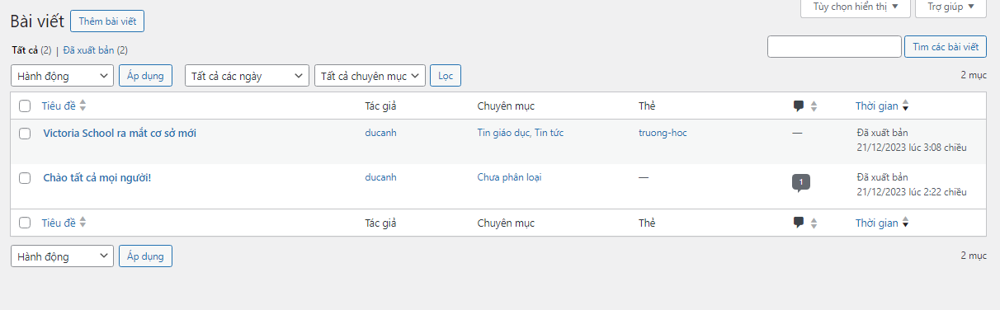 Tùy chọn hiển thị Trợ giúp
Bài viết Thêm bài viết
Tất cả (2) | Đã xuất bản (2)
Tìm các bài viết
Hành động Áp dụng Tất cả các ngày Tất cả chuyên mục Lọc 2 mục
Tiêu đề Tác giả Chuyên mục Thẻ Thời gian
Victoria School ra mắt cơ sở mới ducanh Tin giáo dục, Tin tức truong-hoc — Đã xuất bản
21/12/2023 lúc 3:08 chiều
Chào tất cả mọi người! ducanh Chưa phân loại — 1 Đã xuất bản
21/12/2023 lúc 2:22 chiều
Tiêu đề Tác giả Chuyên mục Thẻ Thời gian
Hành động Áp dụng 2 mục